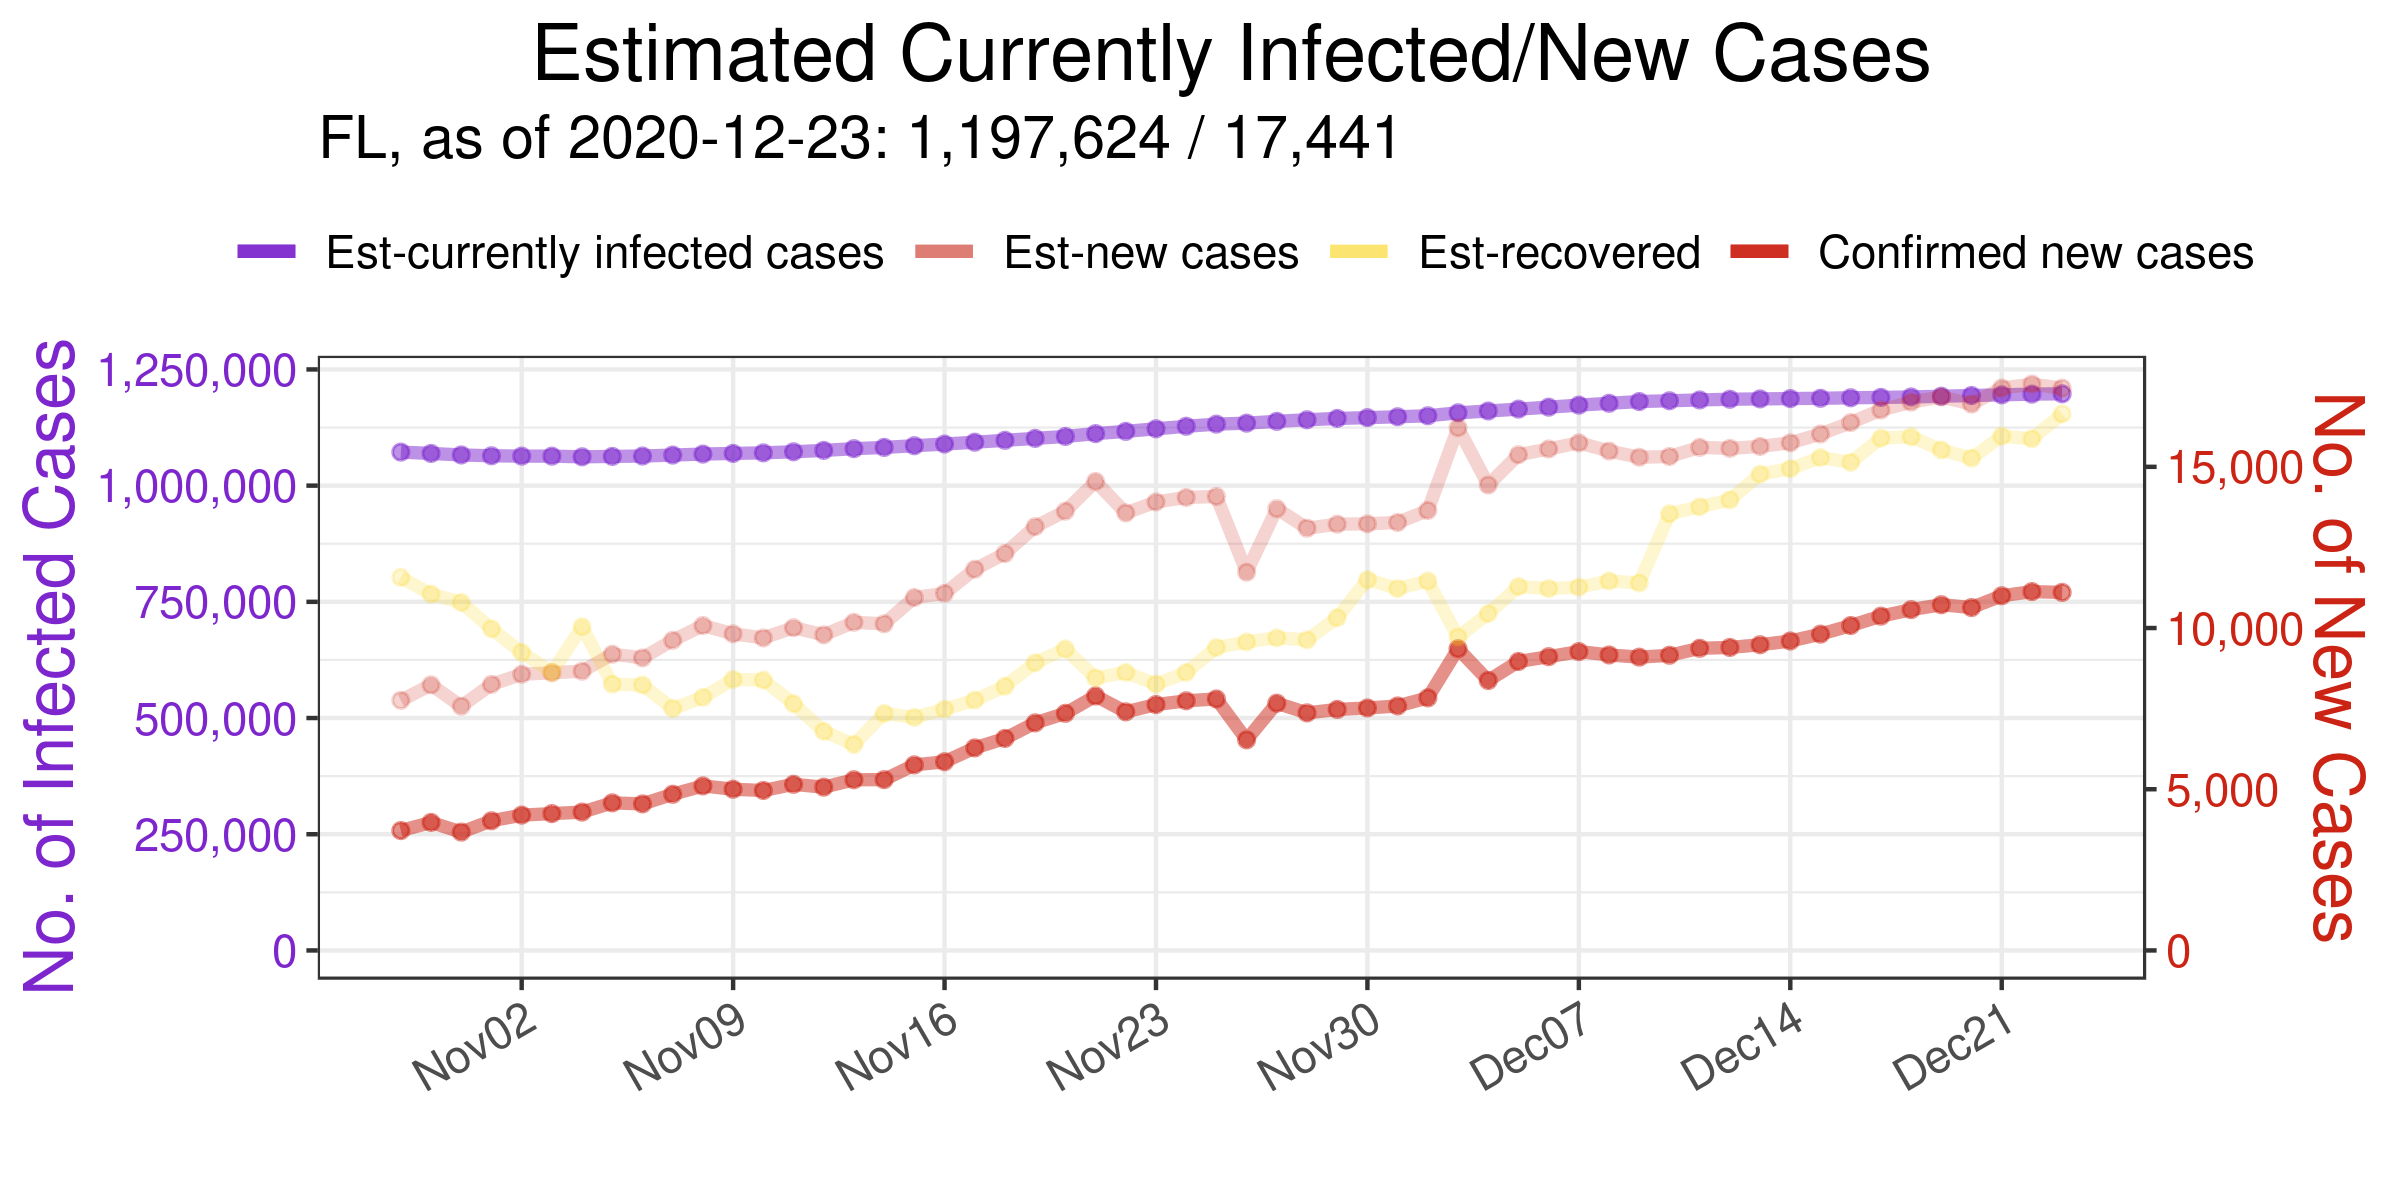 Estimated Currently Infected/New Cases
FL, as of 2020-12-23: 1,197,624 / 17,441
Est-currently infected cases Est-new cases Est-recovered Confirmed new cases
No. of Infected Cases
1,250,000
1,000,000
750,000
500,000
250,000
0
15,000
10,000
5,000
0
No. of New Cases
Nov02 Nov09 Nov16 Nov23 Nov30 Dec07 Dec14 Dec21